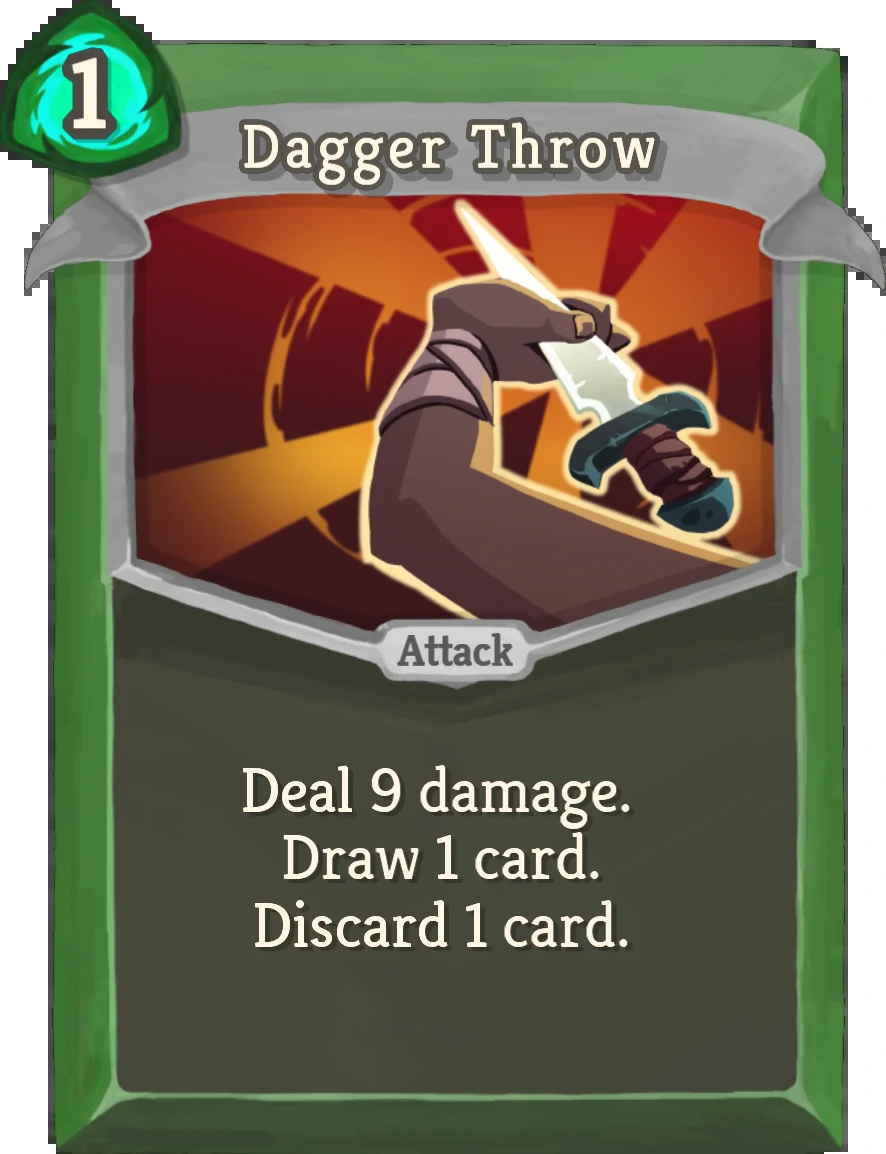 1
Dagger Throw
Attack
Deal 9 damage.
Draw 1 card.
Discard 1 card.